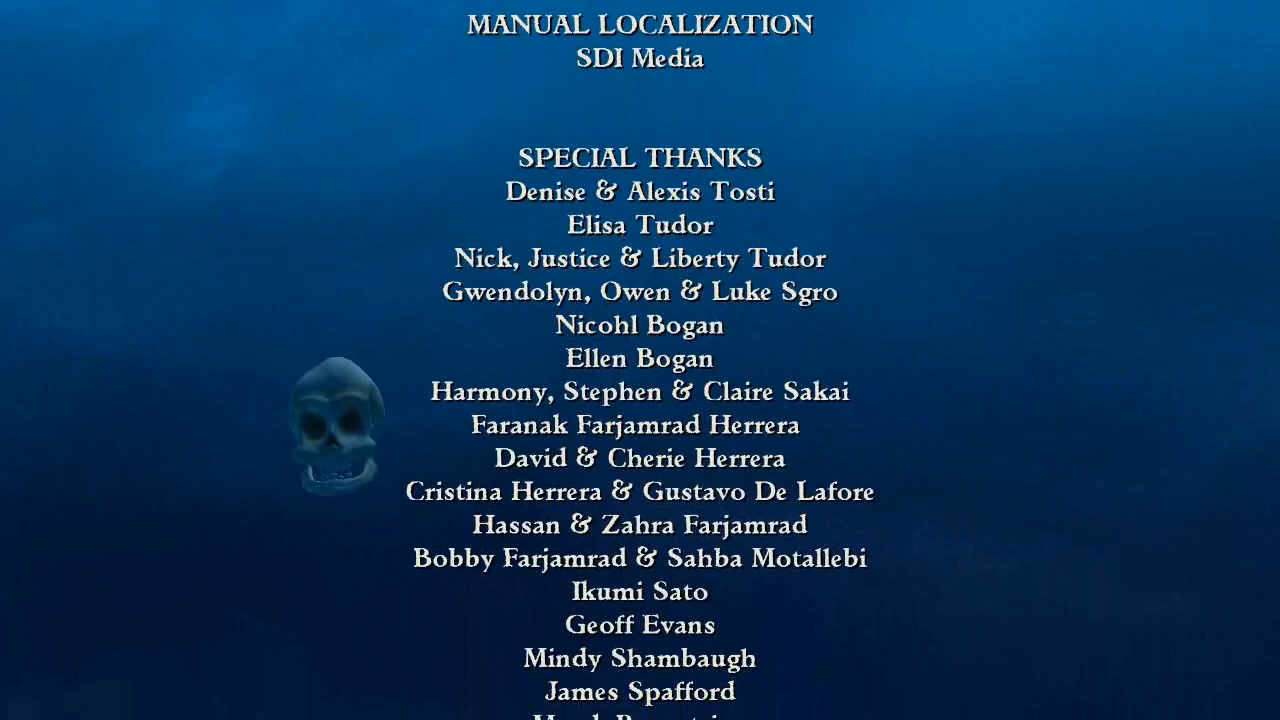 MANUAL LOCALIZATION
SDI Media
SPECIAL THANKS
Denise & Alexis Tosti
Elisa Tudor
Nick, Justice & Liberty Tudor
Gwendolyn, Owen & Luke Sgro
Nicohl Bogan
Ellen Bogan
Harmony, Stephen & Claire Sakai
Faranak Farjamrad Herrera
David & Cherie Herrera
Cristina Herrera & Gustavo De Lafore
Hassan & Zahra Farjamrad
Bobby Farjamrad & Sahba Motallebi
Ikumi Sato
Geoff Evans
Mindy Shambaugh
James Spafford